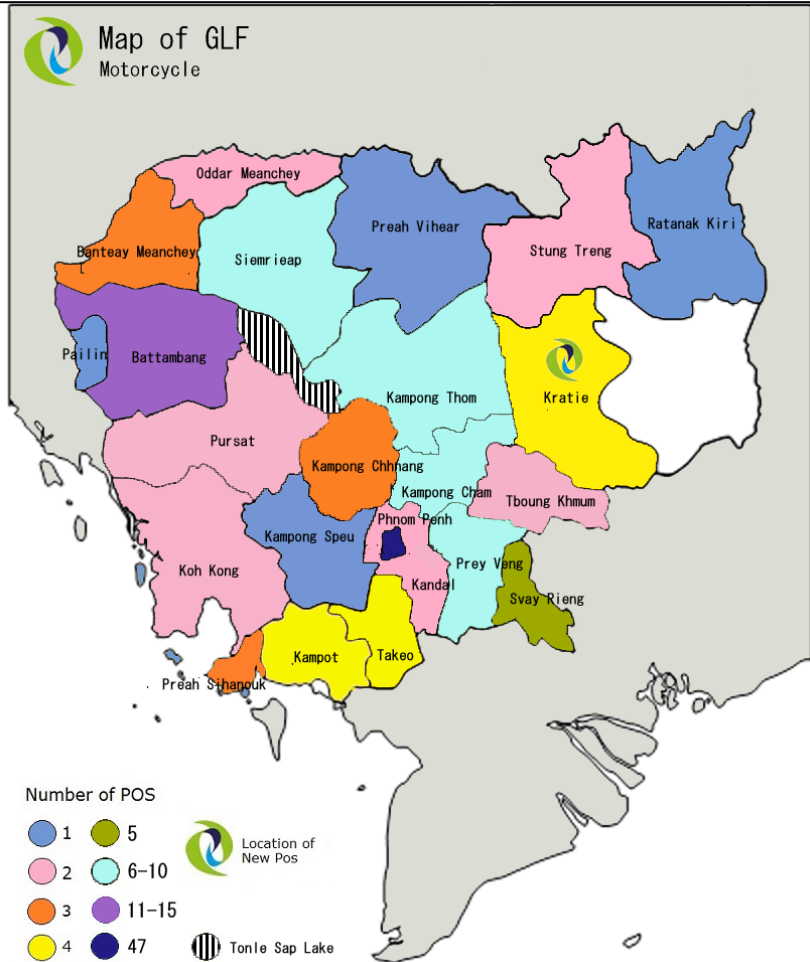 Map of GLF
Motorcycle
Oddar Meanchey
Preah Vihear
Ratanak Kiri
Banteay Meanchey
Siemrieap
Stung Treng
Pailin
Battambang
Kampong Thom
Kratie
Pursat
Kampong Chhnang
Kampong Cham
Tboung Khmum
Phnom Penh
Kampong Speu
Koh Kong
Kandal
Prey Veng
Svay Rieng
Kampot
Takeo
Preah Sihanouk
Number of POS
1
5
2
6-10
3
11-15
4
47
Location of
New Pos
Tonle Sap Lake